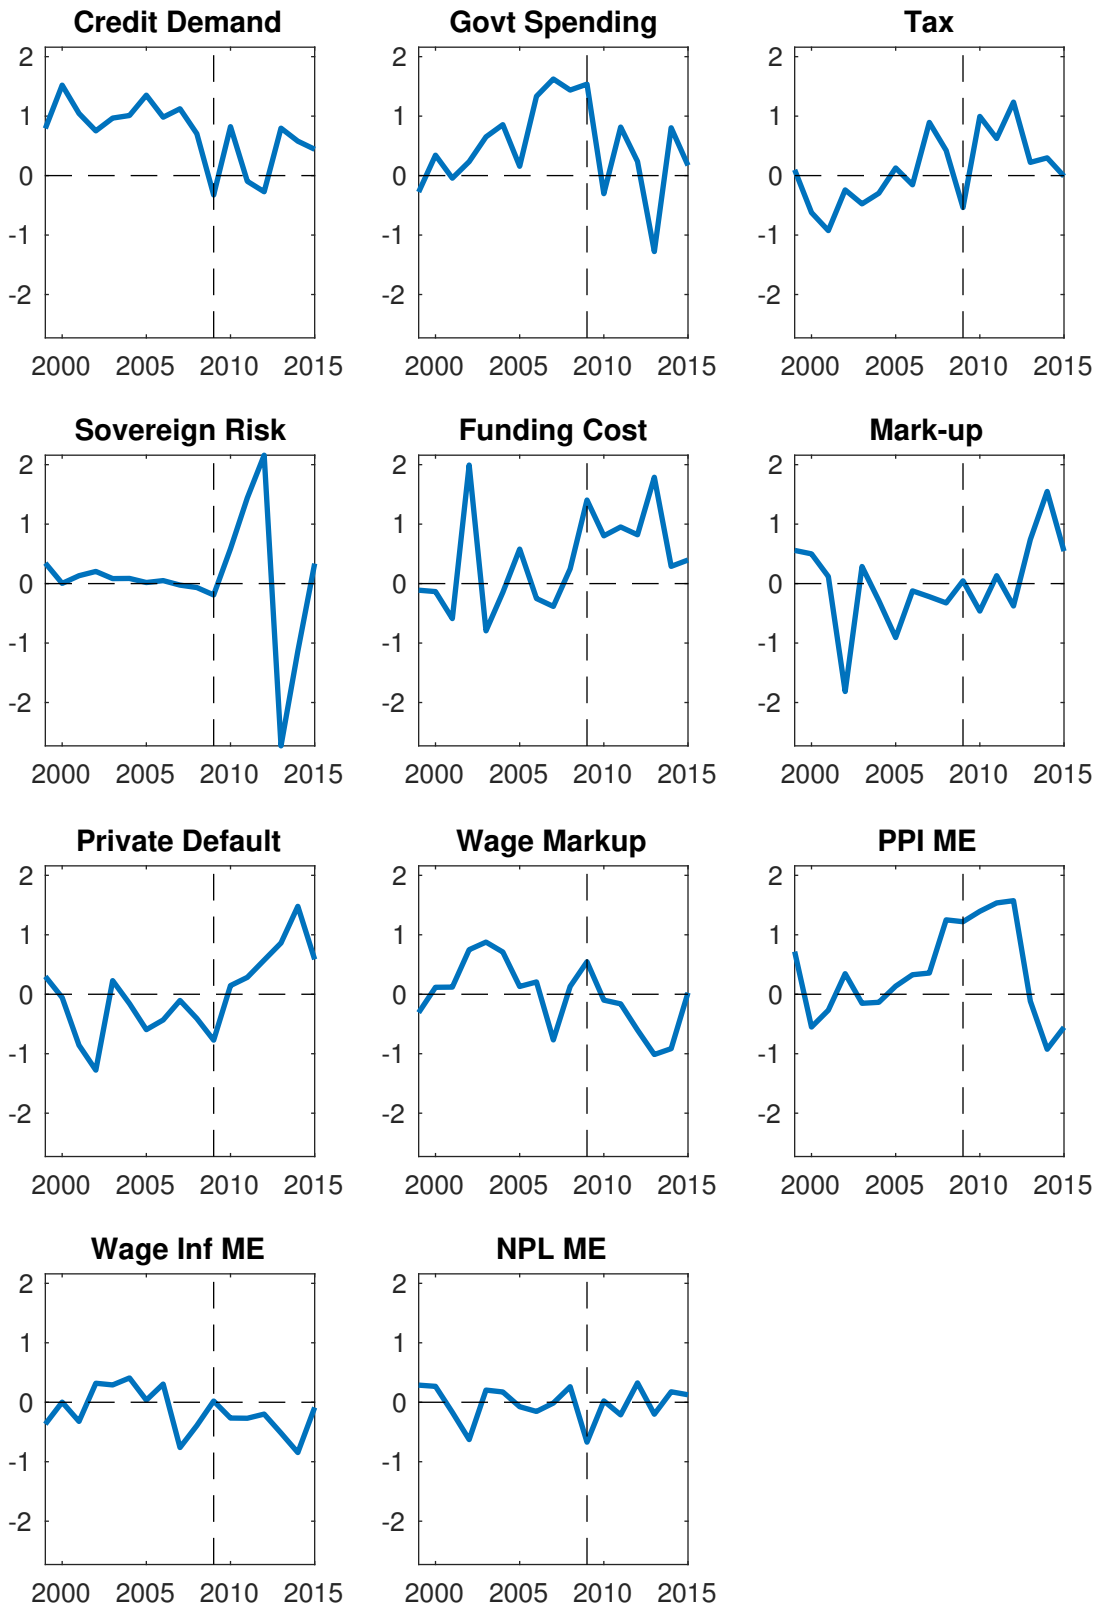 Credit Demand
Govt Spending
Tax
2
1
0
-1
-2
2000 2005 2010 2015
2
1
0
-1
-2
2000 2005 2010 2015
2
1
0
-1
-2
2000 2005 2010 2015
Sovereign Risk
Funding Cost
Mark-up
2
1
0
-1
-2
2000 2005 2010 2015
2
1
0
-1
-2
2000 2005 2010 2015
2
1
0
-1
-2
2000 2005 2010 2015
Private Default
Wage Markup
PPI ME
2
1
0
-1
-2
2000 2005 2010 2015
2
1
0
-1
-2
2000 2005 2010 2015
2
1
0
-1
-2
2000 2005 2010 2015
Wage Inf ME
NPL ME
2
1
0
-1
-2
2000 2005 2010 2015
2
1
0
-1
-2
2000 2005 2010 2015